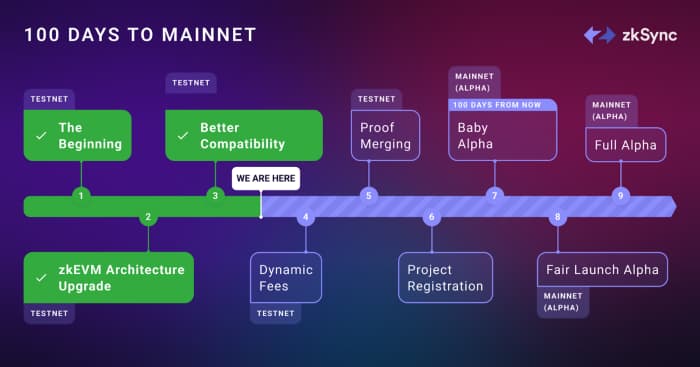 100 DAYS TO MAINNET
zkSync
TESTNET
The
Beginning
TESTNET
Better
Compatibility
WE ARE HERE
TESTNET
Proof
Merging
MAINNET
(ALPHA)
100 DAYS FROM NOW
Baby
Alpha
MAINNET
(ALPHA)
Full Alpha
1
2
3
4
5
6
7
8
9
zkEVM Architecture
Upgrade
TESTNET
Dynamic
Fees
TESTNET
Project
Registration
Fair Launch Alpha
MAINNET
(ALPHA)